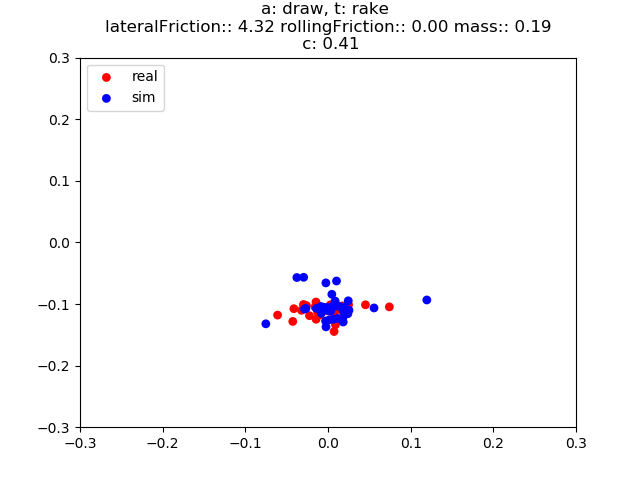 a: draw, t: rake
lateralFriction:: 4.32 rollingFriction:: 0.00 mass:: 0.19
c: 0.41
real
sim
0.3
0.2
0.1
0.0
−0.1
−0.2
−0.3
−0.3
−0.2
−0.1
0.0
0.1
0.2
0.3